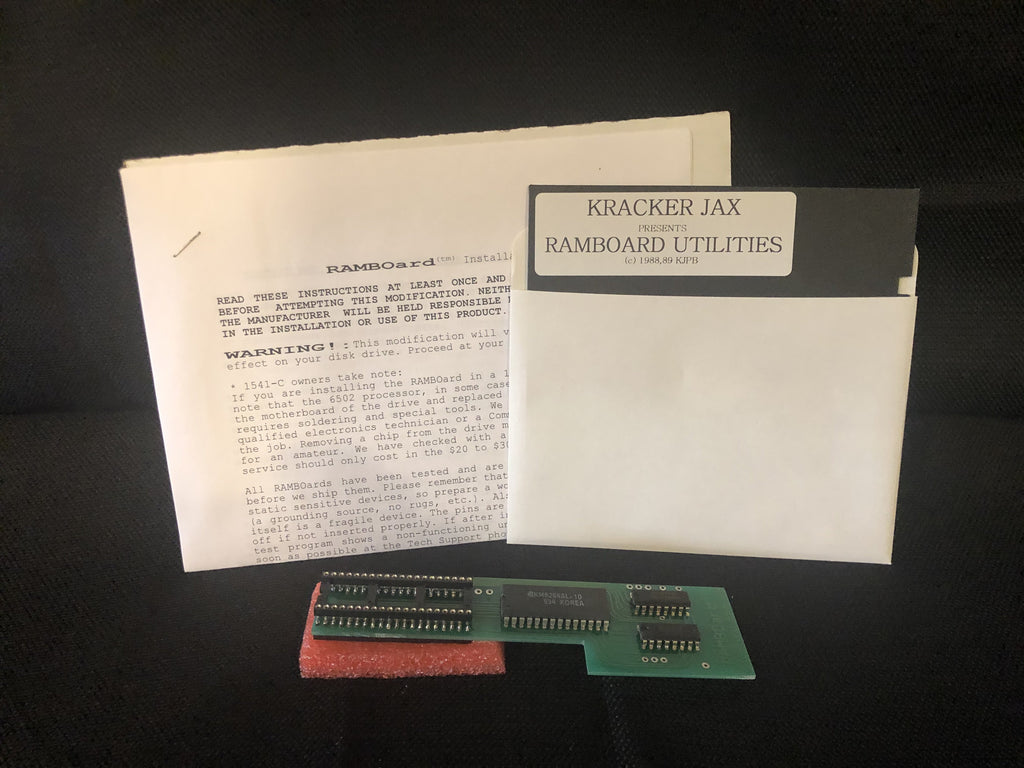 RAMBOard(tm) Install
READ THESE INSTRUCTIONS AT LEAST ONCE AND
BEFORE ATTEMPTING THIS MODIFICATION. NEITH
THE MANUFACTURER WILL BE HELD RESPONSIBLE
IN THE INSTALLATION OR USE OF THIS PRODUCT.
WARNING!: This modification will v
effect on your disk drive. Proceed at your
* 1541-C owners take note:
If you are installing the RAMBOard in a 1
note that the 6502 processor, in some case
the motherboard of the drive and replaced
requires soldering and special tools. We
qualified electronics technician or a Com
the job. Removing a chip from the drive m
for an amateur. We have checked with a
service should only cost in the $20 to $30
All RAMBOards have been tested and are
before we ship them. Please remember that
static sensitive devices, so prepare a wo
(a grounding source, no rugs, etc.). Als
itself is a fragile device. The pins are
off if not inserted properly. If after in
test program shows a non-functioning un
soon as possible at the Tech Support pho
KRACKER JAX
PRESENTS
RAMBOARD UTILITIES
(c) 1988,89 KJPB
KOREA